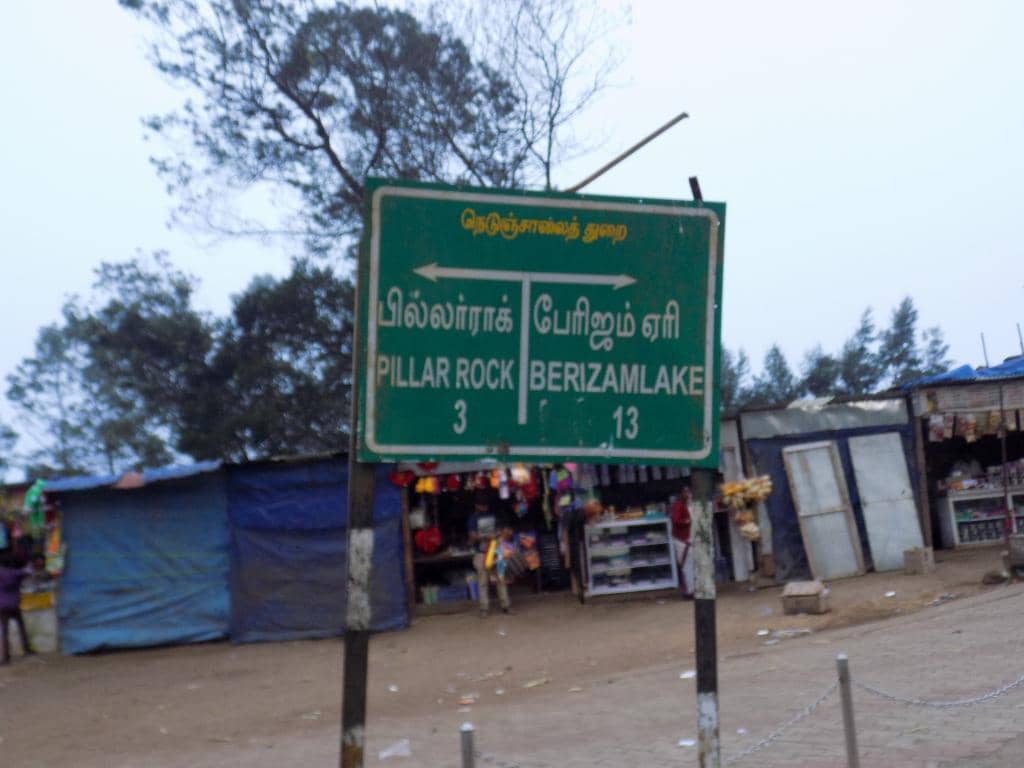 நெடுஞ்சாலைத் துறை
பில்லர்ராக்
PILLAR ROCK
3
பேரிஜம் ஏரி
BERIZAMLAKE
13